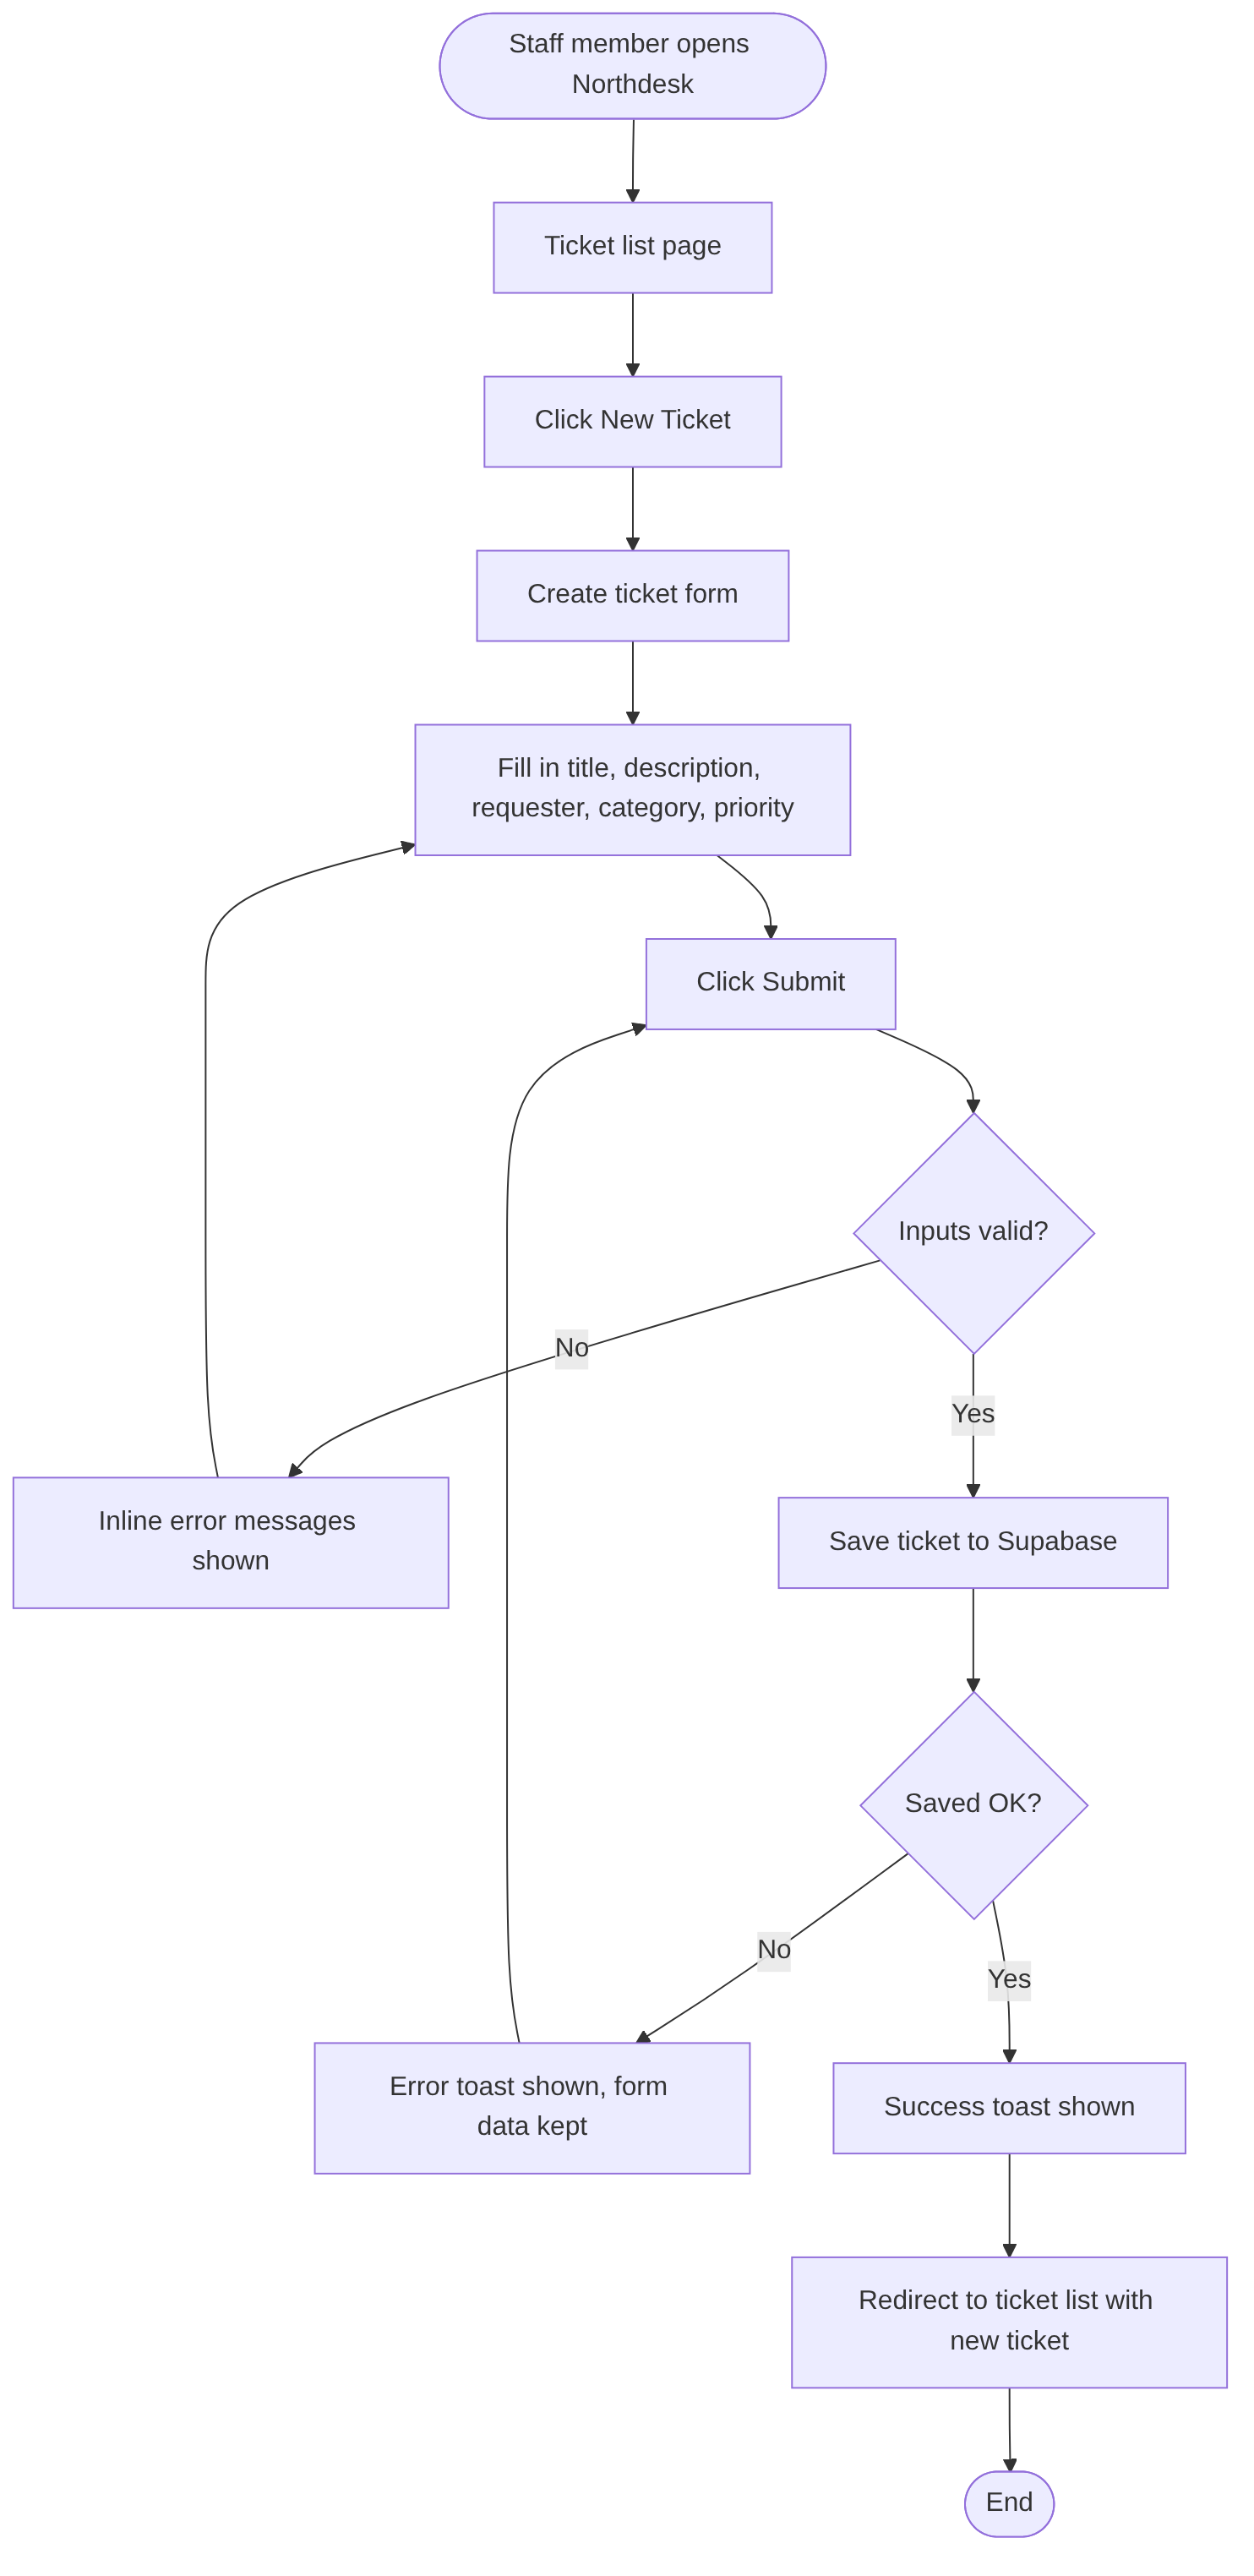 Staff member opens
Northdesk
Ticket list page
Click New Ticket
Create ticket form
Fill in title, description,
requester, category, priority
Click Submit
Inputs valid?
No
Yes
Inline error messages
shown
Save ticket to Supabase
Saved OK?
No
Yes
Error toast shown, form
data kept
Success toast shown
Redirect to ticket list with
new ticket
End